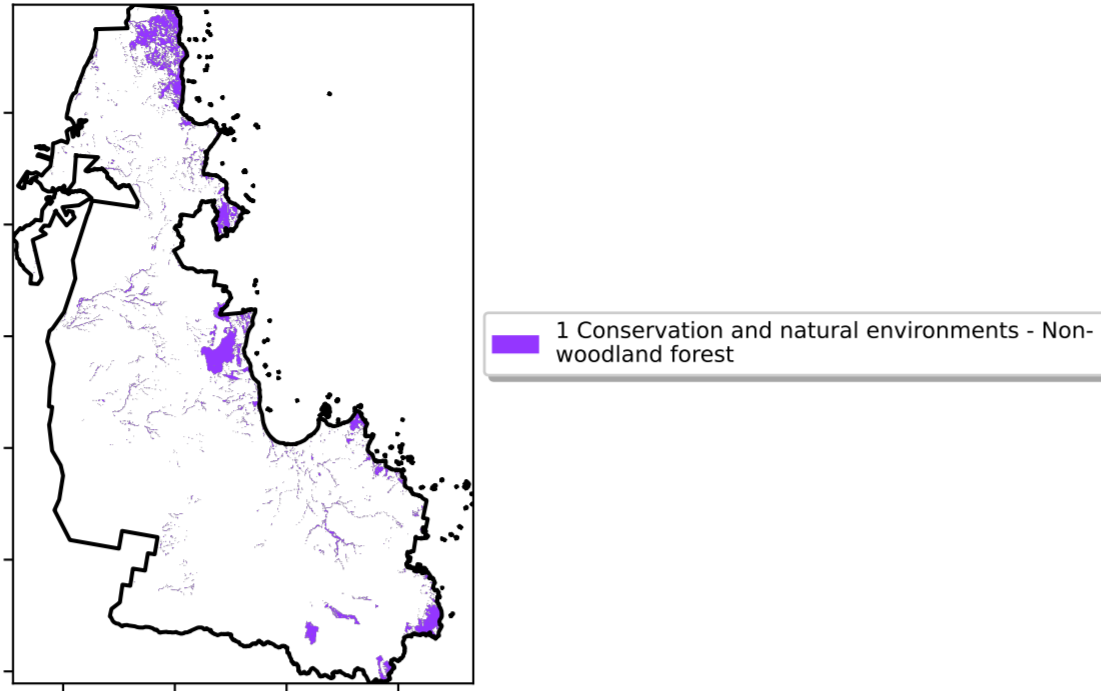 1 Conservation and natural environments - Non-
woodland forest